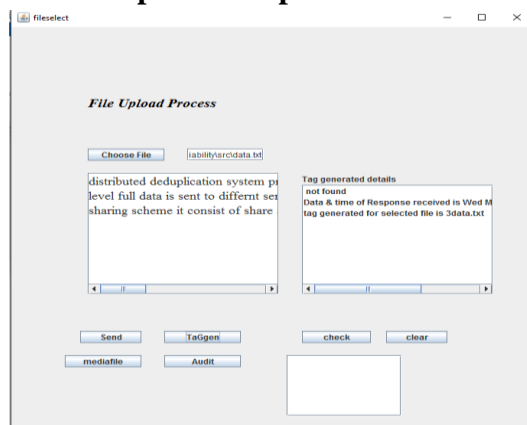 fileselect
File Upload Process
Choose File
iability\src\data.txt
distributed deduplication system pr
level full data is sent to differnt ser
sharing scheme it consist of share
Tag generated details
not found
Data & time of Response received is Wed M
tag generated for selected file is 3data.txt
Send TaGgen check clear
mediafile Audit